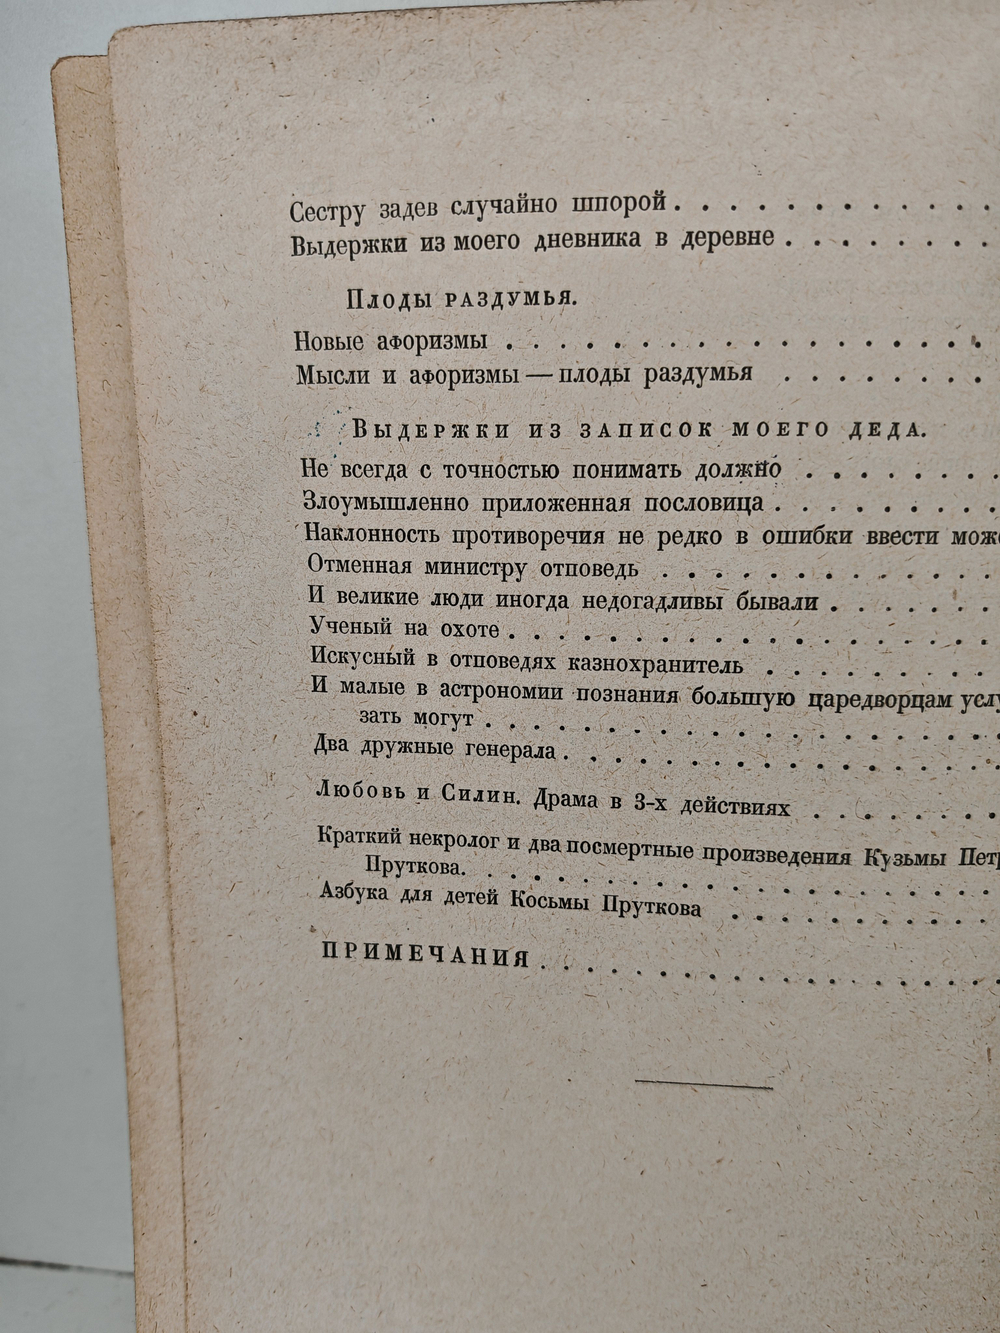 Сестру задев случайно шпорой . . . . . . . . . . . .
Выдержки из моего дневника в деревне . . . . . . . .
Плоды раздумья.
Новые афоризмы . . . . . . . . . . . . . . . . . .
Мысли и афоризмы — плоды раздумья . . . . . . . .
Выдержки из записок моего деда.
Не всегда с точностью понимать должно . . . . . . . .
Злоумышленно приложенная пословица . . . . . . . . .
Наклонность противоречия не редко в ошибки ввести мож
Отменная министру отповедь . . . . . . . . . . . . .
И великие люди иногда недогадливы бывали . . . . . . .
Ученый на охоте . . . . . . . . . . . . . . . . . . .
Искусный в отповедях казнохранитель . . . . . . . . .
И малые в астрономии познания большую царедворцам услу
зать могут . . . . . . . . . . . . . . . . . . . . .
Два дружные генерала . . . . . . . . . . . . . . . . .
Любовь и Силин. Драма в 3-х действиях . . . . . . . .
Краткий некролог и два посмертные произведения Кузьмы Пет
Пруткова. . . . . . . . . . . . . . . . . . . . . . .
Азбука для детей Косьмы Пруткова . . . . . . . . . . .
ПРИМЕЧАНИЯ . . . . . . . . . . . . . . . . . . . . .